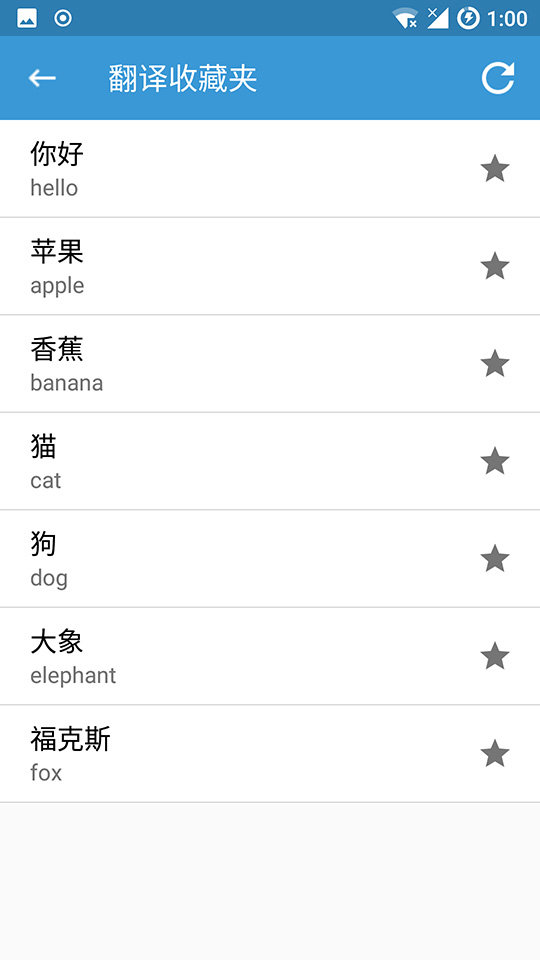 1:00
翻译收藏夹
你好
hello
苹果
apple
香蕉
banana
猫
cat
狗
dog
大象
elephant
福克斯
fox